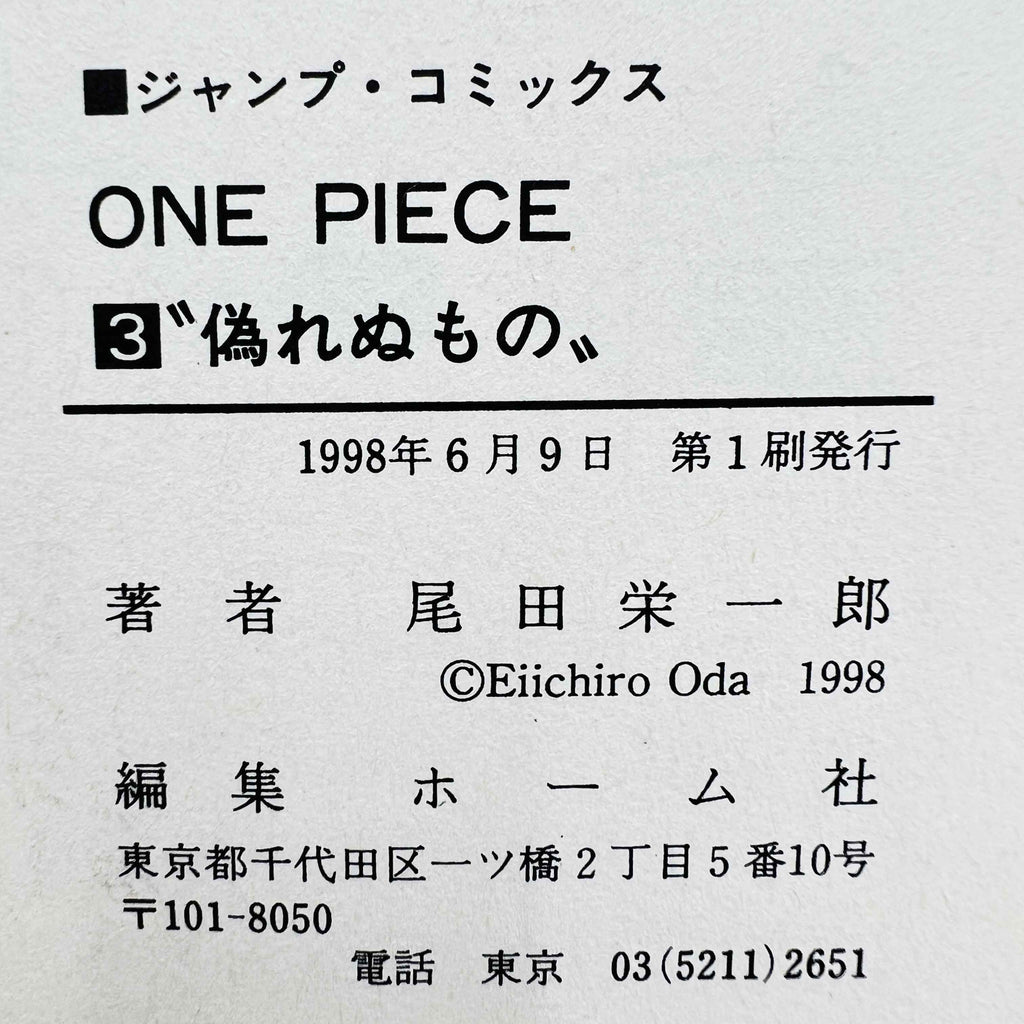 ■ジャンプ・コミックス
ONE PIECE
3〝偽れぬもの〟
1998年6月9日 第1刷発行
著者 尾田栄一郎
©Eiichiro Oda 1998
編集 ホーム社
東京都千代田区一ツ橋2丁目5番10号
〒101-8050
電話 東京 03(5211)2651